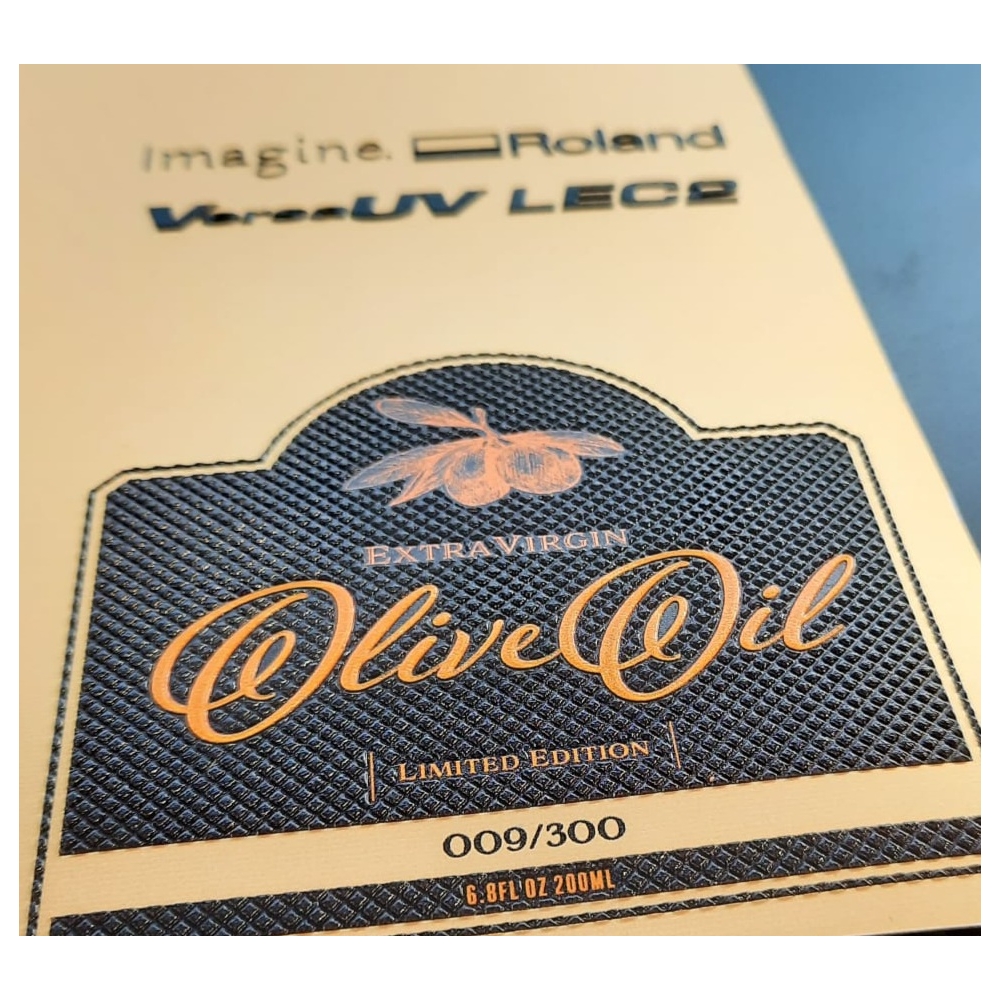 Imagine. Roland
VersaUV LEC2
EXTRA VIRGIN
Olive Oil
LIMITED EDITION
009/300
6.8FL OZ 200ML